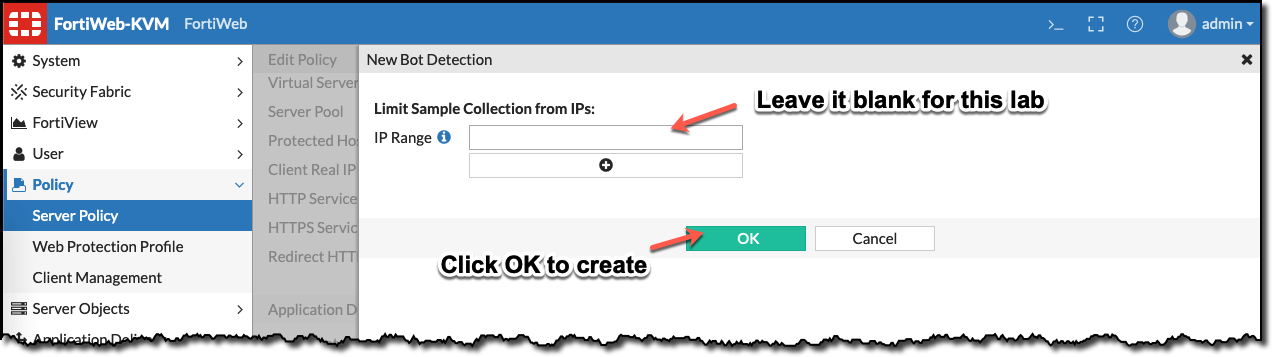 FortiWeb-KVM FortiWeb
>_ admin
System
Security Fabric
FortiView
User
Policy
Server Policy
Web Protection Profile
Client Management
Server Objects
Edit Policy
Virtual Server
Server Pool
Protected Hos
Client Real IP
HTTP Service
HTTPS Servic
Redirect HTT
Application D
New Bot Detection
Limit Sample Collection from IPs:
Leave it blank for this lab
IP Range
OK Cancel
Click OK to create